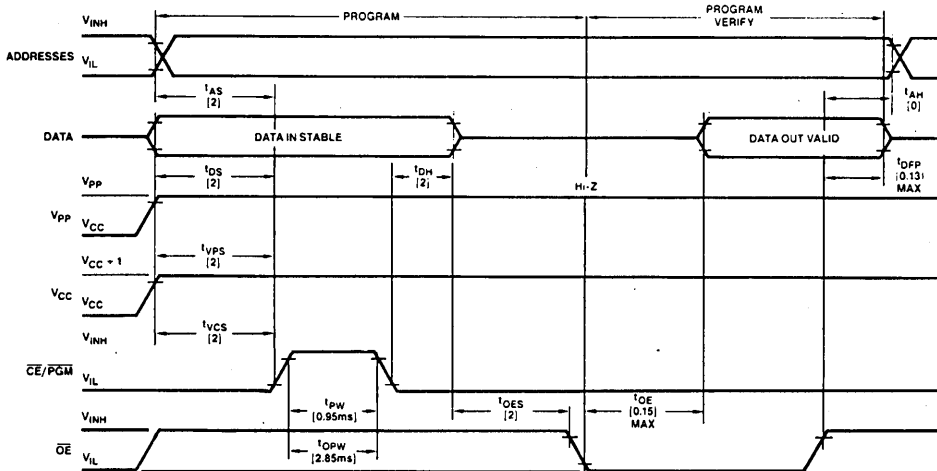 PROGRAM
PROGRAM VERIFY
VINH
ADDRESSES
VIL
tAS
[2]
tAH
[0]
DATA
DATA IN STABLE
DATA OUT VALID
tDS
[2]
tDH
[2]
Hi-Z
tDFP
[0.13]
MAX
VPP
VPP
VCC
tVPS
[2]
VCC + 1
VCC
VCC
tVCS
[2]
VINH
CE/PGM
VIL
tPW
[0.95ms]
tOES
[2]
tOE
[0.15]
MAX
VINH
tOPW
[2.85ms]
OE
VIL